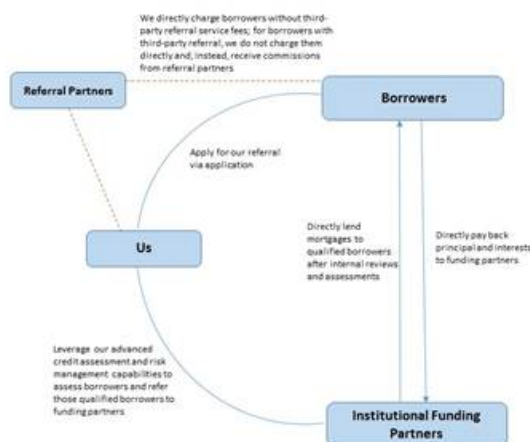 We directly charge borrowers without third-
party referral service fees; for borrowers with
third-party referral, we do not charge them
directly and, instead, receive commissions
from referral partners
Referral Partners
Borrowers
Apply for our referral
via application
Us
Directly lend
mortgages to
qualified borrowers
after internal reviews
and assessments
Directly pay back
principal and interests
to funding partners
Leverage our advanced
credit assessment and risk
management capabilities to
assess borrowers and refer
those qualified borrowers to
funding partners
Institutional Funding
Partners